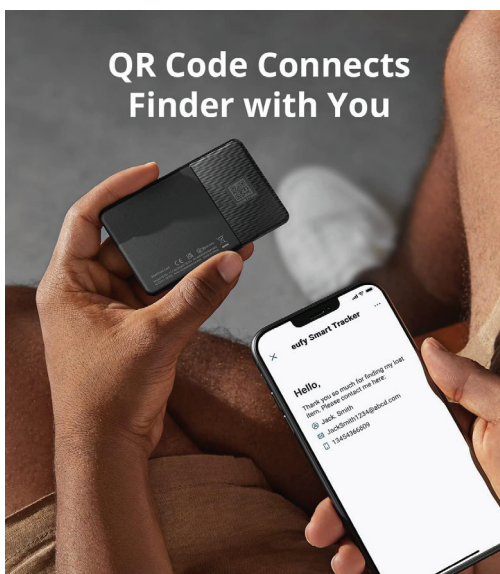 QR Code Connects
Finder with You
eufy Smart Tracker
Hello,
Thank you so much for finding my lost
item. Please contact me here:
Jack. Smith
JackSmith1234@abcd.com
13454366609